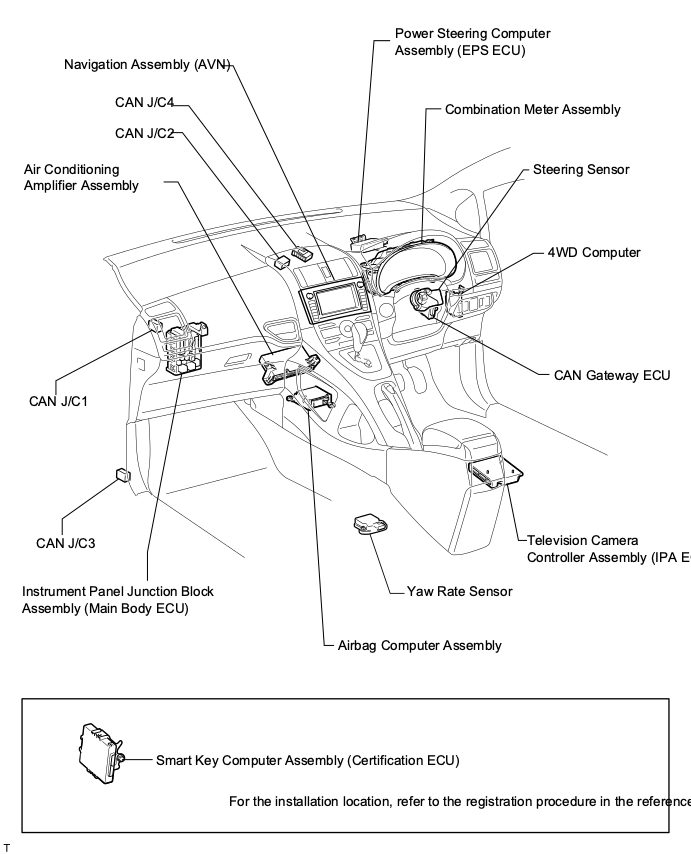 Power Steering Computer
Assembly (EPS ECU)
Navigation Assembly (AVN)
CAN J/C4
Combination Meter Assembly
CAN J/C2
Air Conditioning
Amplifier Assembly
Steering Sensor
4WD Computer
CAN Gateway ECU
CAN J/C1
CAN J/C3
Television Camera
Controller Assembly (IPA E
Instrument Panel Junction Block
Assembly (Main Body ECU)
Yaw Rate Sensor
Airbag Computer Assembly
Smart Key Computer Assembly (Certification ECU)
For the installation location, refer to the registration procedure in the reference
T